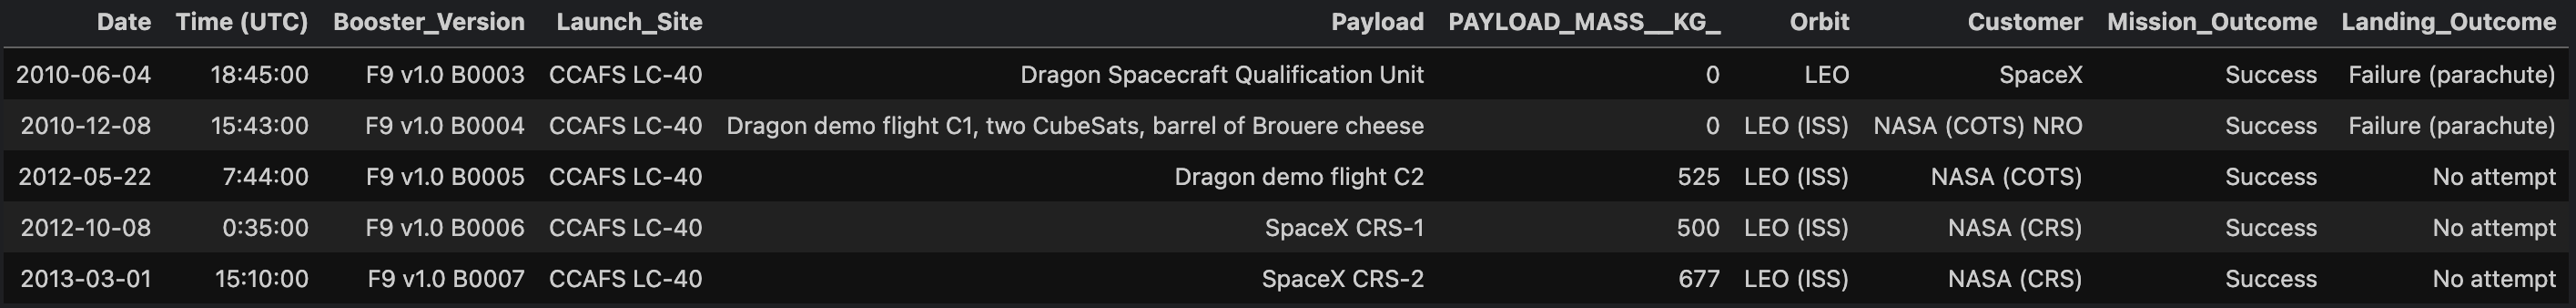 Date Time (UTC) Booster_Version Launch_Site Payload PAYLOAD_MASS__KG_ Orbit Customer Mission_Outcome Landing_Outcome
2010-06-04 18:45:00 F9 v1.0 B0003 CCAFS LC-40 Dragon Spacecraft Qualification Unit 0 LEO SpaceX Success Failure (parachute)
2010-12-08 15:43:00 F9 v1.0 B0004 CCAFS LC-40 Dragon demo flight C1, two CubeSats, barrel of Brouere cheese 0 LEO (ISS) NASA (COTS) NRO Success Failure (parachute)
2012-05-22 7:44:00 F9 v1.0 B0005 CCAFS LC-40 Dragon demo flight C2 525 LEO (ISS) NASA (COTS) Success No attempt
2012-10-08 0:35:00 F9 v1.0 B0006 CCAFS LC-40 SpaceX CRS-1 500 LEO (ISS) NASA (CRS) Success No attempt
2013-03-01 15:10:00 F9 v1.0 B0007 CCAFS LC-40 SpaceX CRS-2 677 LEO (ISS) NASA (CRS) Success No attempt